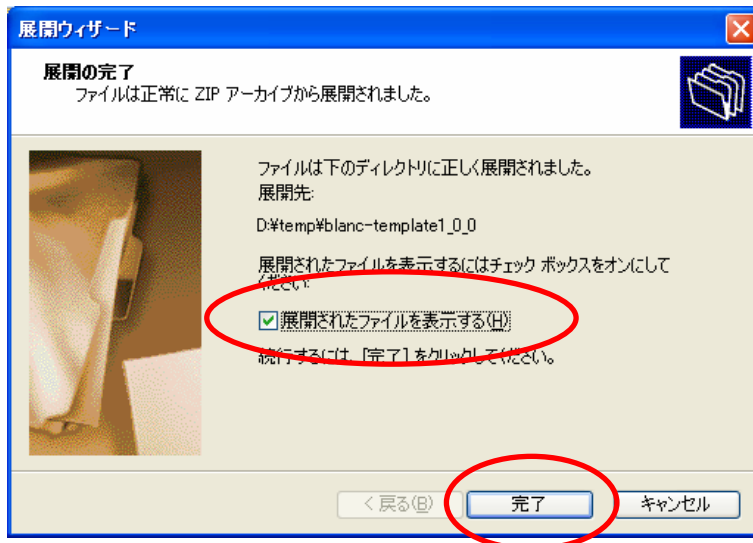 展開ウィザード
展開の完了
ファイルは正常に ZIP アーカイブから展開されました。
ファイルは下のディレクトリに正しく展開されました。
展開先:
D:¥temp¥blanc-template1_0_0
展開されたファイルを表示するにはチェック ボックスをオンにして
ください:
展開されたファイルを表示する(H)
続行するには、[完了] をクリックしてください。
< 戻る(B)
完了
キャンセル